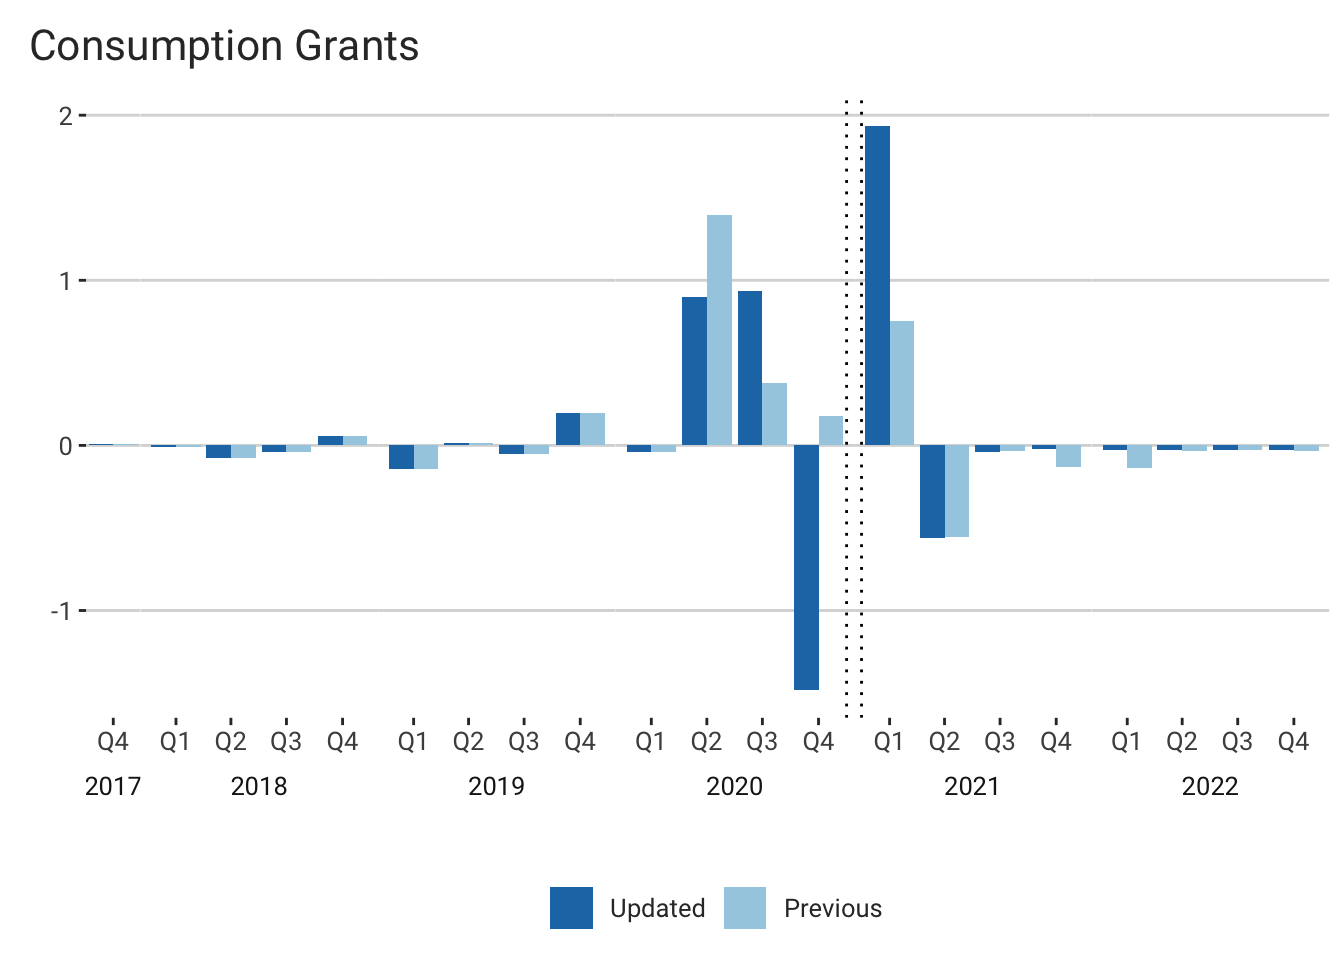 Consumption Grants
2
1
0
-1
Q4 Q1 Q2 Q3 Q4 Q1 Q2 Q3 Q4 Q1 Q2 Q3 Q4 Q1 Q2 Q3 Q4 Q1 Q2 Q3 Q4
2017 2018 2019 2020 2021 2022
Updated Previous